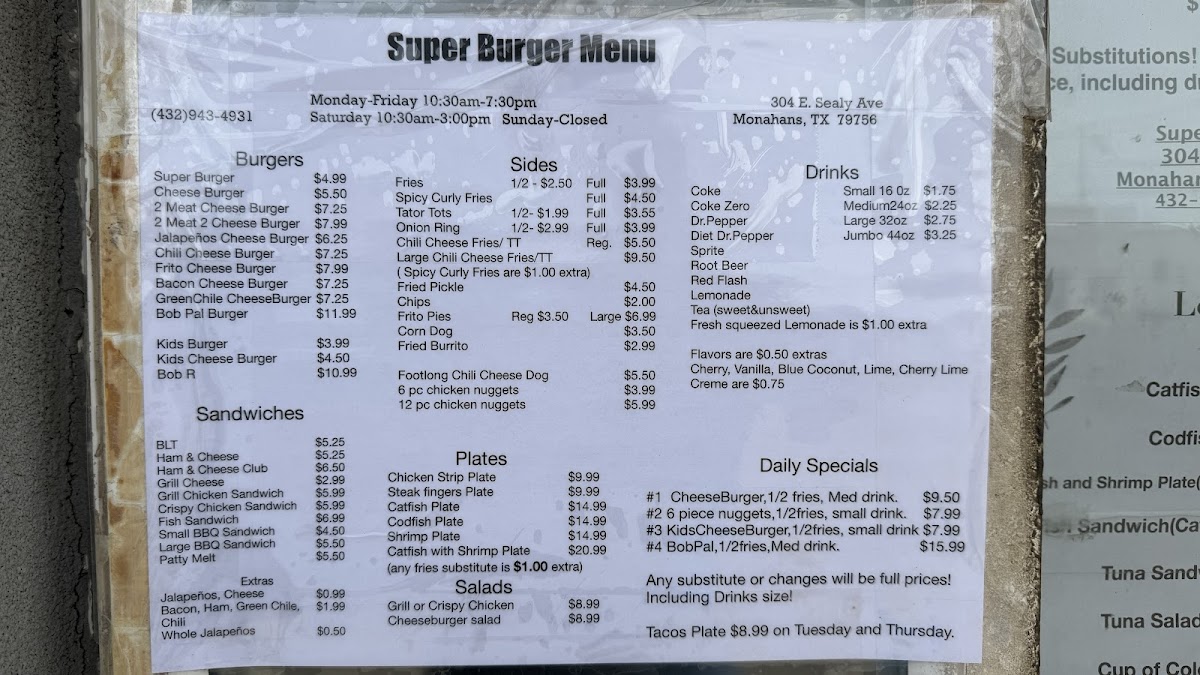 Super Burger Menu
(432)943-4931
Monday-Friday 10:30am-7:30pm
Saturday 10:30am-3:00pm Sunday-Closed
304 E. Sealy Ave
Monahans, TX 79756
Burgers
Super Burger $4.99
Cheese Burger $5.50
2 Meat Cheese Burger $7.25
2 Meat 2 Cheese Burger $7.99
Jalapeños Cheese Burger $6.25
Chili Cheese Burger $7.25
Frito Cheese Burger $7.99
Bacon Cheese Burger $7.25
GreenChile CheeseBurger $7.25
Bob Pal Burger $11.99
Kids Burger $3.99
Kids Cheese Burger $4.50
Bob R $10.99
Sandwiches
BLT $5.25
Ham & Cheese $5.25
Ham & Cheese Club $6.50
Grill Cheese $2.99
Grill Chicken Sandwich $5.99
Crispy Chicken Sandwich $5.99
Fish Sandwich $6.99
Small BBQ Sandwich $4.50
Large BBQ Sandwich $5.50
Patty Melt $5.50
Extras
Jalapeños, Cheese $0.99
Bacon, Ham, Green Chile, $1.99
Chili
Whole Jalapeños $0.50
Sides
Fries 1/2 - $2.50 Full $3.99
Spicy Curly Fries Full $4.50
Tator Tots 1/2- $1.99 Full $3.55
Onion Ring 1/2- $2.99 Full $3.99
Chili Cheese Fries/ TT Reg. $5.50
Large Chili Cheese Fries/TT $9.50
( Spicy Curly Fries are $1.00 extra)
Fried Pickle $4.50
Chips $2.00
Frito Pies Reg $3.50 Large $6.99
Corn Dog $3.50
Fried Burrito $2.99
Footlong Chili Cheese Dog $5.50
6 pc chicken nuggets $3.99
12 pc chicken nuggets $5.99
Plates
Chicken Strip Plate $9.99
Steak fingers Plate $9.99
Catfish Plate $14.99
Codfish Plate $14.99
Shrimp Plate $14.99
Catfish with Shrimp Plate $20.99
(any fries substitute is $1.00 extra)
Salads
Grill or Crispy Chicken $8.99
Cheeseburger salad $8.99
Drinks
Coke Small 16 0z $1.75
Coke Zero Medium24oz $2.25
Dr.Pepper Large 32oz $2.75
Diet Dr.Pepper Jumbo 44oz $3.25
Sprite
Root Beer
Red Flash
Lemonade
Tea (sweet&unsweet)
Fresh squeezed Lemonade is $1.00 extra
Flavors are $0.50 extras
Cherry, Vanilla, Blue Coconut, Lime, Cherry Lime
Creme are $0.75
Daily Specials
#1 CheeseBurger,1/2 fries, Med drink. $9.50
#2 6 piece nuggets,1/2fries, small drink. $7.99
#3 KidsCheeseBurger,1/2fries, small drink $7.99
#4 BobPal,1/2fries,Med drink. $15.99
Any substitute or changes will be full prices!
Including Drinks size!
Tacos Plate $8.99 on Tuesday and Thursday.
$
Substitutions!
including
304
432-
and Shrimp Plate(
Tuna
Tuna
Cup of